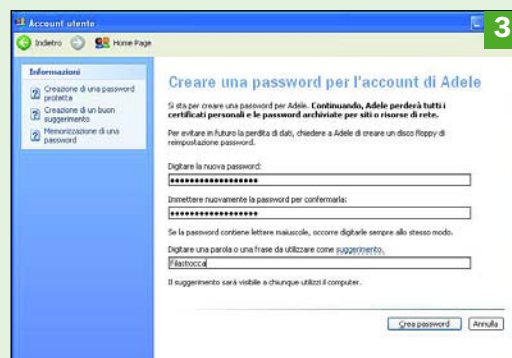 Account utente
3
Indietro Home Page
Informazioni
Creazione di una password
protetta
Creazione di un buon
suggerimento
Memorizzazione di una
password
Creare una password per l'account di Adele
Si sta per creare una password per Adele. Continuando, Adele perderà tutti i
certificati personali e le password archiviate per siti o risorse di rete.
Per evitare in futuro la perdita di dati, chiedere a Adele di creare un disco floppy di
reimpostazione password.
Digitare la nuova password:
••••••••••••••••••
Immettere nuovamente la password per confermarla:
••••••••••••••••••
Se la password contiene lettere maiuscole, occorre digitarle sempre allo stesso modo.
Digitare una parola o una frase da utilizzare come suggerimento.
Filastrocca
Il suggerimento sarà visibile a chiunque utilizzi il computer.
Crea password Annulla